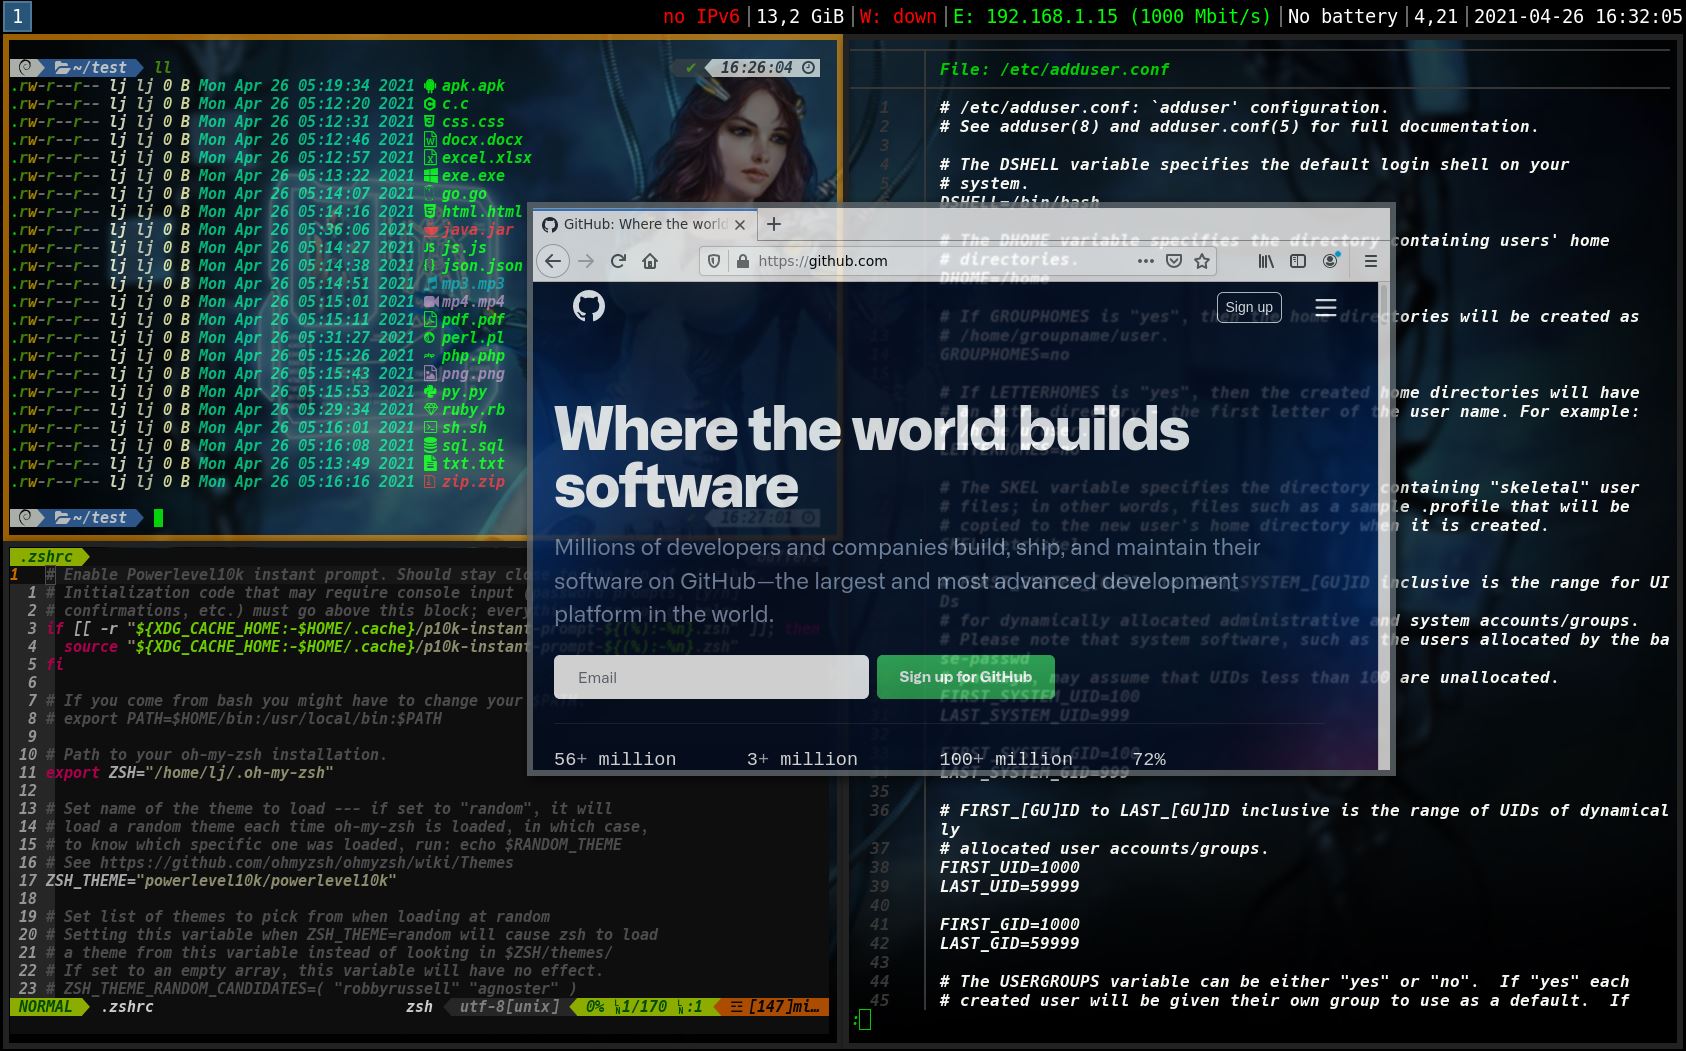 1
no IPv6|13,2 GiB|W: down|E: 192.168.1.15 (1000 Mbit/s)|No battery|4,21|2021-04-26 16:32:05
~/test ll ✔ 16:26:04
.rw-r--r-- lj lj 0 B Mon Apr 26 05:19:34 2021 apk.apk
.rw-r--r-- lj lj 0 B Mon Apr 26 05:12:20 2021 c.c
.rw-r--r-- lj lj 0 B Mon Apr 26 05:12:31 2021 css.css
.rw-r--r-- lj lj 0 B Mon Apr 26 05:12:46 2021 docx.docx
.rw-r--r-- lj lj 0 B Mon Apr 26 05:12:57 2021 excel.xlsx
.rw-r--r-- lj lj 0 B Mon Apr 26 05:13:22 2021 exe.exe
.rw-r--r-- lj lj 0 B Mon Apr 26 05:14:07 2021 go.go
.rw-r--r-- lj lj 0 B Mon Apr 26 05:14:16 2021 html.html
.rw-r--r-- lj lj 0 B Mon Apr 26 05:36:06 2021 java.jar
.rw-r--r-- lj lj 0 B Mon Apr 26 05:14:27 2021 js.js
.rw-r--r-- lj lj 0 B Mon Apr 26 05:14:38 2021 json.json
.rw-r--r-- lj lj 0 B Mon Apr 26 05:14:51 2021 mp3.mp3
.rw-r--r-- lj lj 0 B Mon Apr 26 05:15:01 2021 mp4.mp4
.rw-r--r-- lj lj 0 B Mon Apr 26 05:15:11 2021 pdf.pdf
.rw-r--r-- lj lj 0 B Mon Apr 26 05:31:27 2021 perl.pl
.rw-r--r-- lj lj 0 B Mon Apr 26 05:15:26 2021 php.php
.rw-r--r-- lj lj 0 B Mon Apr 26 05:15:43 2021 png.png
.rw-r--r-- lj lj 0 B Mon Apr 26 05:15:53 2021 py.py
.rw-r--r-- lj lj 0 B Mon Apr 26 05:29:34 2021 ruby.rb
.rw-r--r-- lj lj 0 B Mon Apr 26 05:16:01 2021 sh.sh
.rw-r--r-- lj lj 0 B Mon Apr 26 05:16:08 2021 sql.sql
.rw-r--r-- lj lj 0 B Mon Apr 26 05:13:49 2021 txt.txt
.rw-r--r-- lj lj 0 B Mon Apr 26 05:16:16 2021 zip.zip
~/test ✔ 16:27:01
.zshrc buffers
1 # Enable Powerlevel10k instant prompt. Should stay clo
1 # Initialization code that may require console input (password prompts, [y/n]
2 # confirmations, etc.) must go above this block; every
3 if [[ -r "${XDG_CACHE_HOME:-$HOME/.cache}/p10k-instant-prompt-${(%):-%n}.zsh" ]]; then
4 source "${XDG_CACHE_HOME:-$HOME/.cache}/p10k-instant-prompt-${(%):-%n}.zsh"
5 fi
6
7 # If you come from bash you might have to change your $PATH.
8 # export PATH=$HOME/bin:/usr/local/bin:$PATH
9
10 # Path to your oh-my-zsh installation.
11 export ZSH="/home/lj/.oh-my-zsh"
12
13 # Set name of the theme to load --- if set to "random", it will
14 # load a random theme each time oh-my-zsh is loaded, in which case,
15 # to know which specific one was loaded, run: echo $RANDOM_THEME
16 # See https://github.com/ohmyzsh/ohmyzsh/wiki/Themes
17 ZSH_THEME="powerlevel10k/powerlevel10k"
18
19 # Set list of themes to pick from when loading at random
20 # Setting this variable when ZSH_THEME=random will cause zsh to load
21 # a theme from this variable instead of looking in $ZSH/themes/
22 # If set to an empty array, this variable will have no effect.
23 # ZSH_THEME_RANDOM_CANDIDATES=( "robbyrussell" "agnoster" )
NORMAL .zshrc zsh utf-8[unix] 0% 1/170 :1 [147]mi…
File: /etc/adduser.conf
1 # /etc/adduser.conf: `adduser' configuration.
2 # See adduser(8) and adduser.conf(5) for full documentation.
3
4 # The DSHELL variable specifies the default login shell on your
5 # system.
DSHELL=/bin/bash
# The DHOME variable specifies the directory containing users' home
# directories.
DHOME=/home
# If GROUPHOMES is "yes", then the home directories will be created as
13 # /home/groupname/user.
14 GROUPHOMES=no
# If LETTERHOMES is "yes", then the created home directories will have
# an extra directory - the first letter of the user name. For example:
# /home/u/user.
LETTERHOMES=no
# The SKEL variable specifies the directory containing "skeletal" user
# files; in other words, files such as a sample .profile that will be
# copied to the new user's home directory when it is created.
SYSTEM_[GU]ID inclusive is the range for UI
Ds
# for dynamically allocated administrative and system accounts/groups.
# Please note that system software, such as the users allocated by the ba
se-passwd
may assume that UIDs less than 100 are unallocated.
FIRST_SYSTEM_UID=100
31 LAST_SYSTEM_UID=999
32
33 FIRST_SYSTEM_GID=100
34 LAST_SYSTEM_GID=999
35
36 # FIRST_[GU]ID to LAST_[GU]ID inclusive is the range of UIDs of dynamical
ly
37 # allocated user accounts/groups.
38 FIRST_UID=1000
39 LAST_UID=59999
40
41 FIRST_GID=1000
42 LAST_GID=59999
43
44 # The USERGROUPS variable can be either "yes" or "no".  If "yes" each
45 # created user will be given their own group to use as a default.  If
:
GitHub: Where the world
https://github.com
Sign up
Where the world builds
software
Millions of developers and companies build, ship, and maintain their
software on GitHub—the largest and most advanced development
platform in the world.
Email
Sign up for GitHub
56+ million 3+ million 100+ million 72%